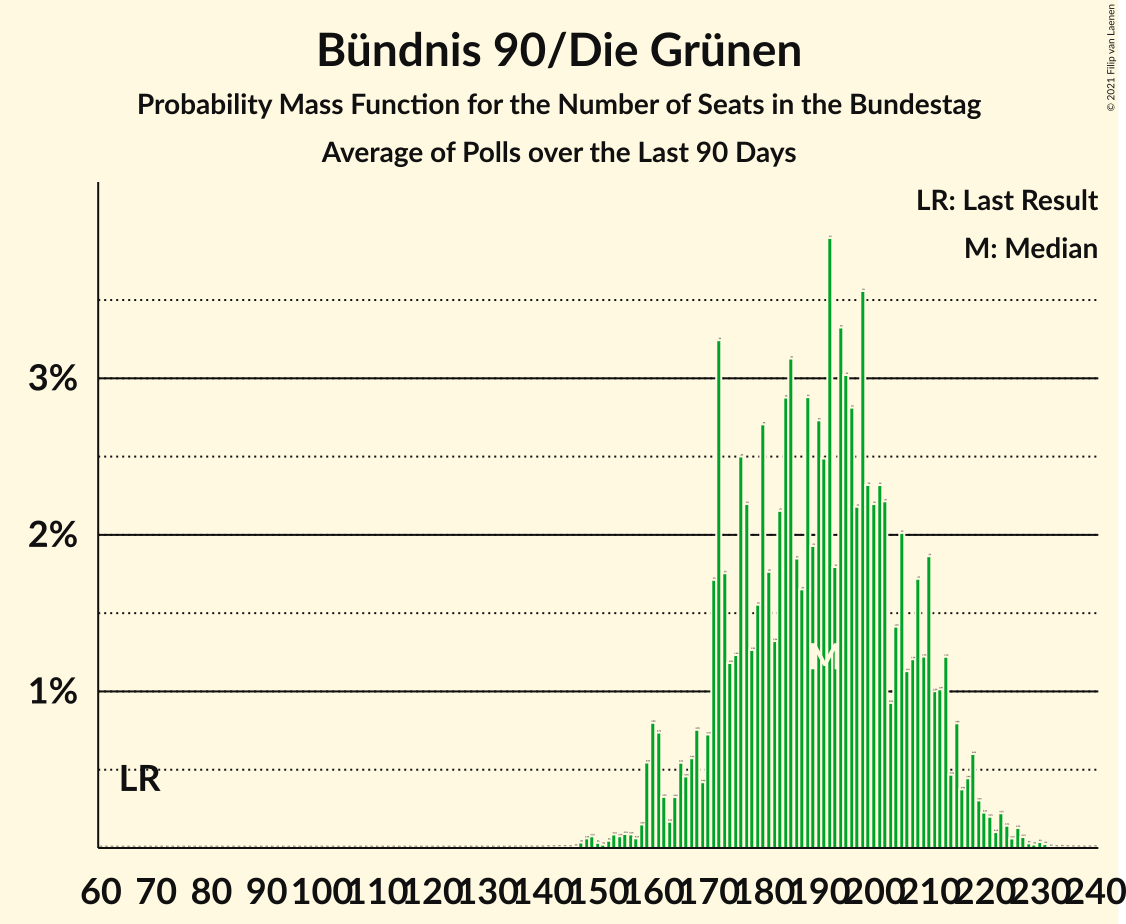 Bündnis 90/Die Grünen
Probability Mass Function for the Number of Seats in the Bundestag
Average of Polls over the Last 90 Days
© 2021 Filip van Laenen
LR: Last Result
M: Median
3%
2%
1%
M
LR
60 70 80 90 100 110 120 130 140 150 160 170 180 190 200 210 220 230 240